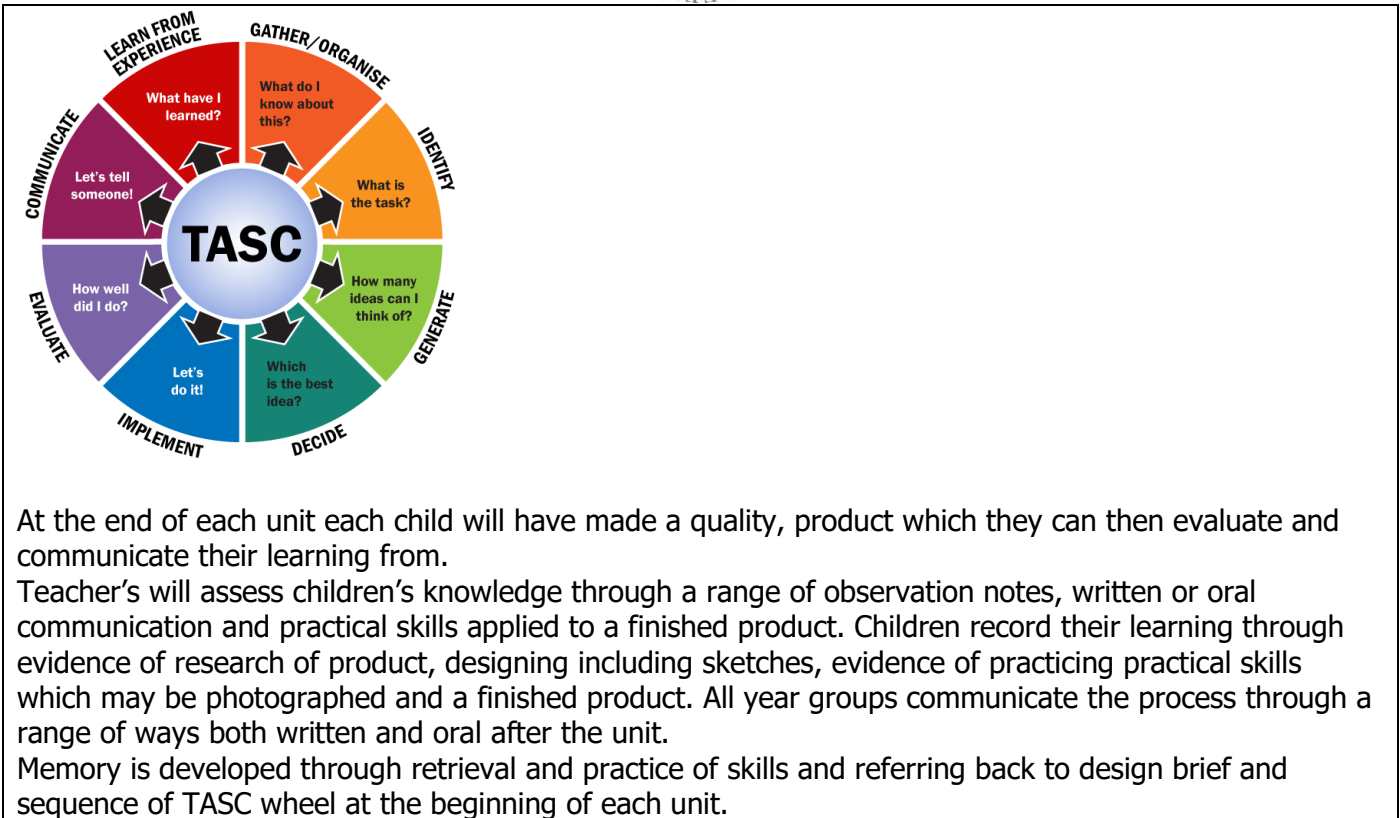 LEARN FROM
EXPERIENCE
What have I
learned?
GATHER/ORGANISE
What do I
know about
this?
IDENTIFY
What is
the task?
GENERATE
How many
ideas can I
think of?
DECIDE
Which
is the best
idea?
IMPLEMENT
Let's
do it!
EVALUATE
How well
did I do?
COMMUNICATE
Let's tell
someone!
TASC
At the end of each unit each child will have made a quality, product which they can then evaluate and
communicate their learning from.
Teacher’s will assess children’s knowledge through a range of observation notes, written or oral
communication and practical skills applied to a finished product. Children record their learning through
evidence of research of product, designing including sketches, evidence of practicing practical skills
which may be photographed and a finished product. All year groups communicate the process through a
range of ways both written and oral after the unit.
Memory is developed through retrieval and practice of skills and referring back to design brief and
sequence of TASC wheel at the beginning of each unit.